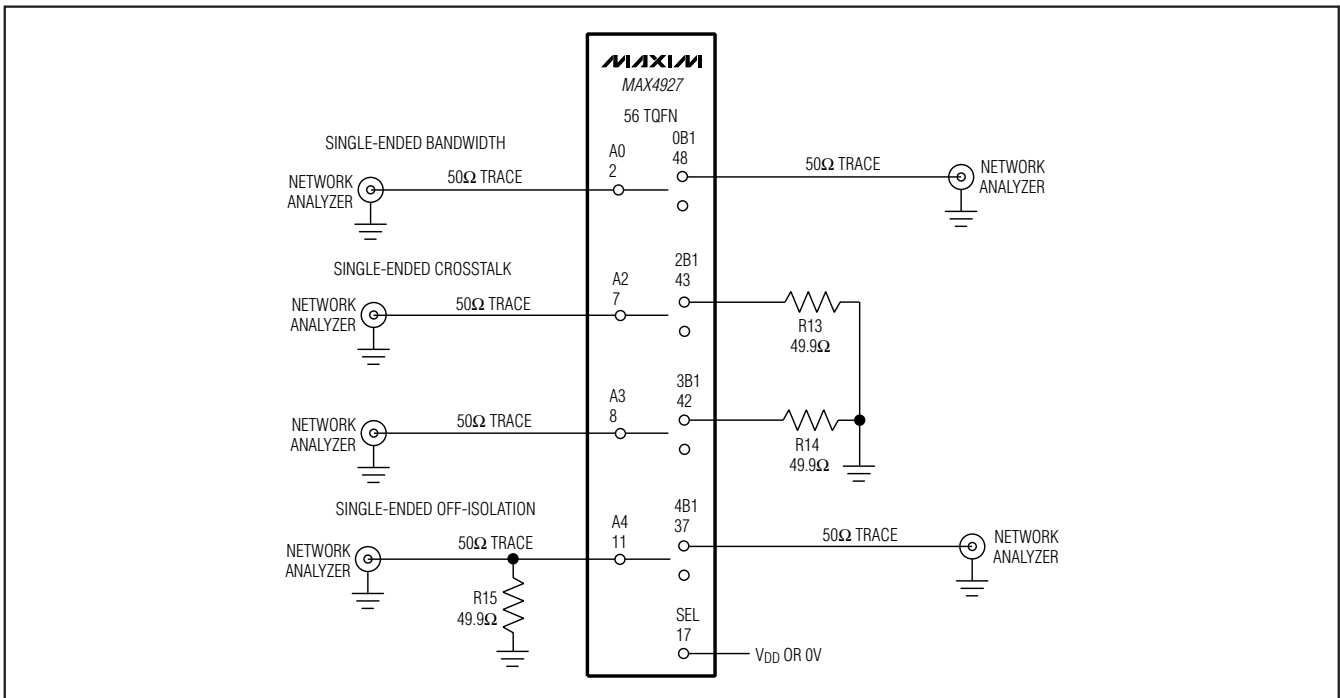 MAXIM
MAX4927
56 TQFN
SINGLE-ENDED BANDWIDTH
NETWORK
ANALYZER
50Ω TRACE
A0
2
0B1
48
50Ω TRACE
NETWORK
ANALYZER
SINGLE-ENDED CROSSTALK
NETWORK
ANALYZER
50Ω TRACE
A2
7
2B1
43
R13
49.9Ω
NETWORK
ANALYZER
50Ω TRACE
A3
8
3B1
42
R14
49.9Ω
SINGLE-ENDED OFF-ISOLATION
NETWORK
ANALYZER
50Ω TRACE
R15
49.9Ω
A4
11
4B1
37
50Ω TRACE
NETWORK
ANALYZER
SEL
17
VDD OR 0V